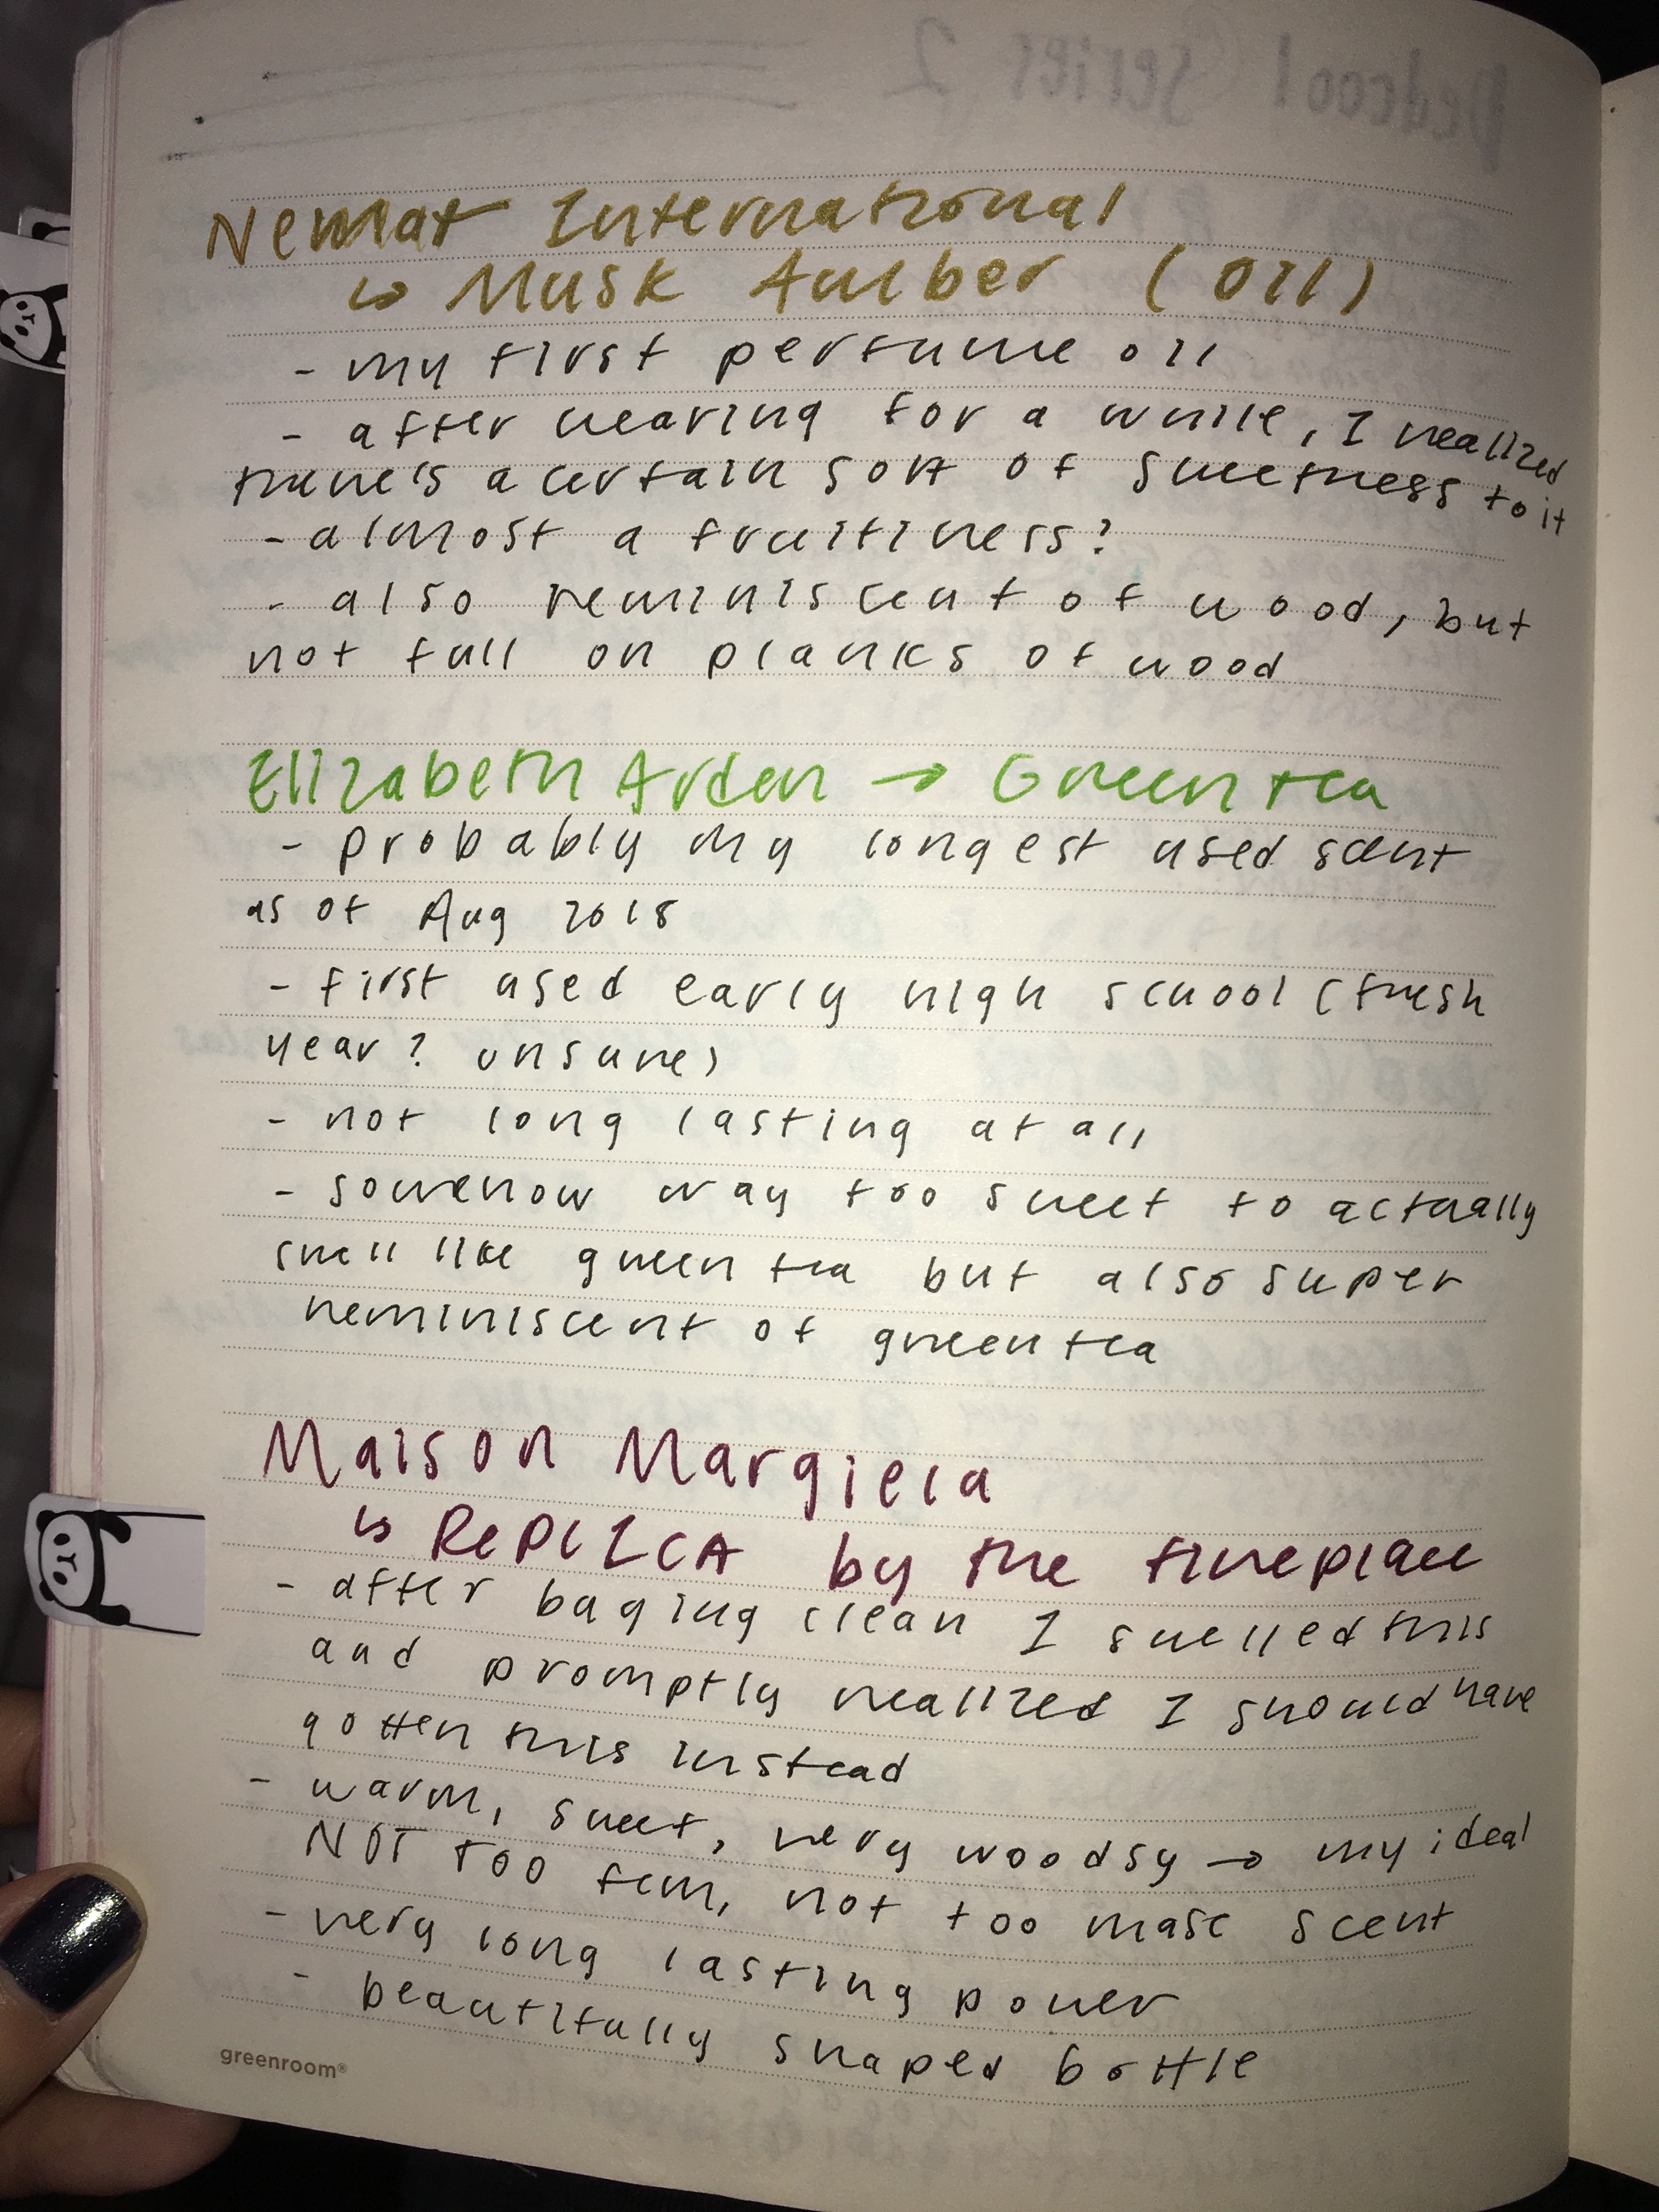 Dedcool Series 2
Nemat International
↳ Musk Amber (oil)
- my first perfume oil
- after wearing for a while, I realized
there's a certain sort of sweetness to it
- almost a fruitiness?
- also reminiscent of wood, but
not full on planks of wood
Elizabeth Arden → Green tea
- probably my longest used scent
as of Aug 2018
- first used early high school (fresh
year? unsure)
- not long lasting at all
- somehow way too sweet to actually
smell like green tea but also super
reminiscent of green tea
Maison Margiela
↳ RePLICA by the fireplace
- after baging clean I smelled this
and promptly realized I should have
gotten this instead
- warm, sweet, very woodsy → my ideal
NOT TOO fem, not too masc scent
- very long lasting power
- beautifully shaped bottle
greenroom®